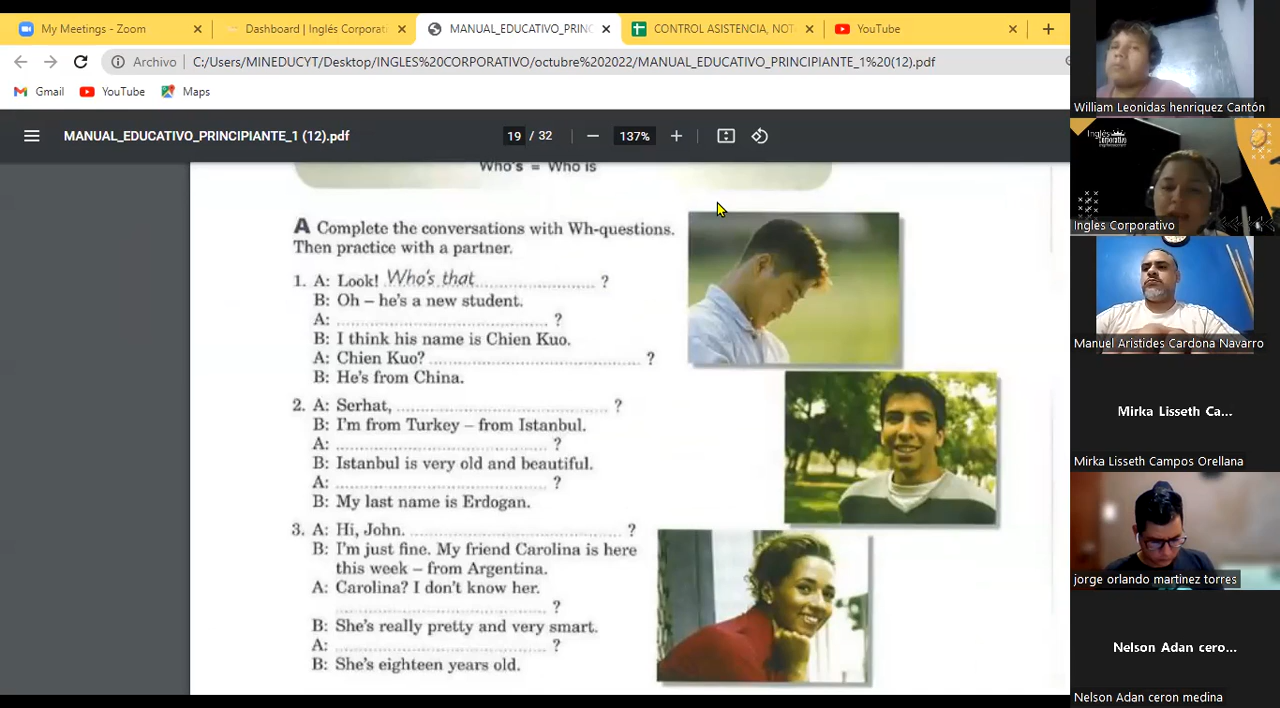 My Meetings - Zoom
Dashboard | Inglés Corporati
MANUAL_EDUCATIVO_PRINC
CONTROL ASISTENCIA, NOT
YouTube
Archivo
C:/Users/MINEDUCYT/Desktop/INGLES%20CORPORATIVO/octubre%202022/MANUAL_EDUCATIVO_PRINCIPIANTE_1%20(12).pdf
Gmail
YouTube
Maps
MANUAL_EDUCATIVO_PRINCIPIANTE_1 (12).pdf
19 / 32
137%
Who's = Who is
A Complete the conversations with Wh-questions.
Then practice with a partner.
1. A: Look! Who's that ?
B: Oh – he's a new student.
A: ?
B: I think his name is Chien Kuo.
A: Chien Kuo? ?
B: He's from China.
2. A: Serhat, ?
B: I'm from Turkey – from Istanbul.
A: ?
B: Istanbul is very old and beautiful.
A: ?
B: My last name is Erdogan.
3. A: Hi, John. ?
B: I'm just fine. My friend Carolina is here
this week – from Argentina.
A: Carolina? I don't know her.
?
B: She's really pretty and very smart.
A: ?
B: She's eighteen years old.
William Leonidas henriquez Cantón
Inglés
Corporativo
Ingles Corporativo
Manuel Aristides Cardona Navarro
Mirka Lisseth Ca...
Mirka Lisseth Campos Orellana
jorge orlando martinez torres
Nelson Adan cero...
Nelson Adan ceron medina